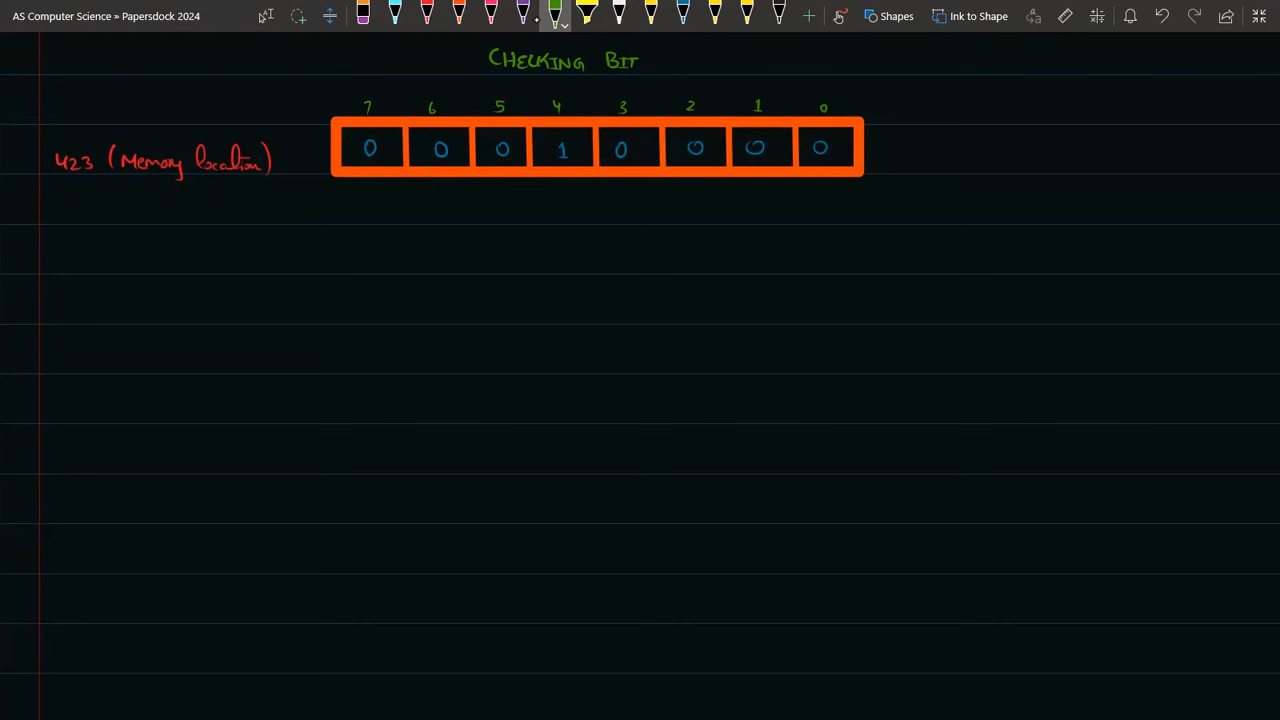 AS Computer Science » Papersdock 2024
Shapes
Ink to Shape
CHECKING BIT
7 6 5 4 3 2 1 0
423 (Memory location)
0 0 0 1 0 0 0 0